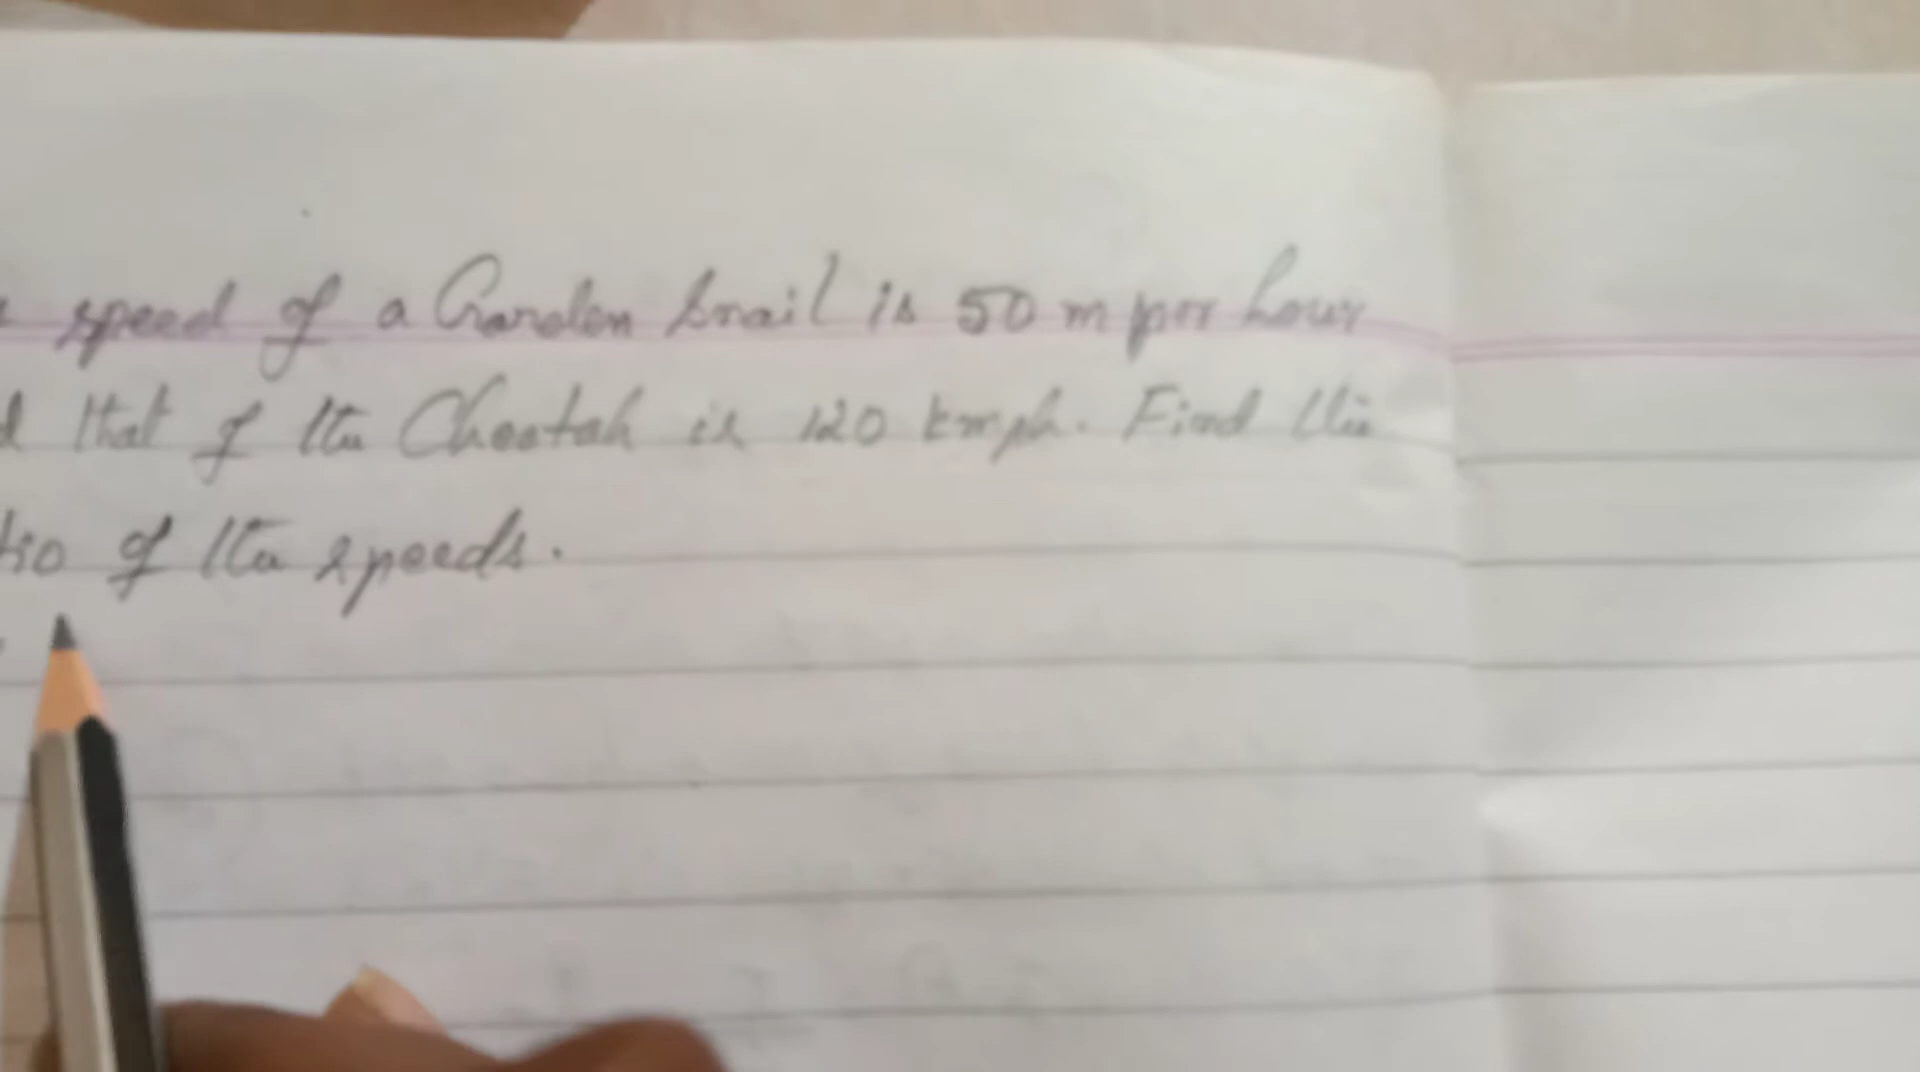 speed of a Garden Snail is 50 m per hour
d that of the Cheetah is 120 kmph. Find the
tio of the speeds.